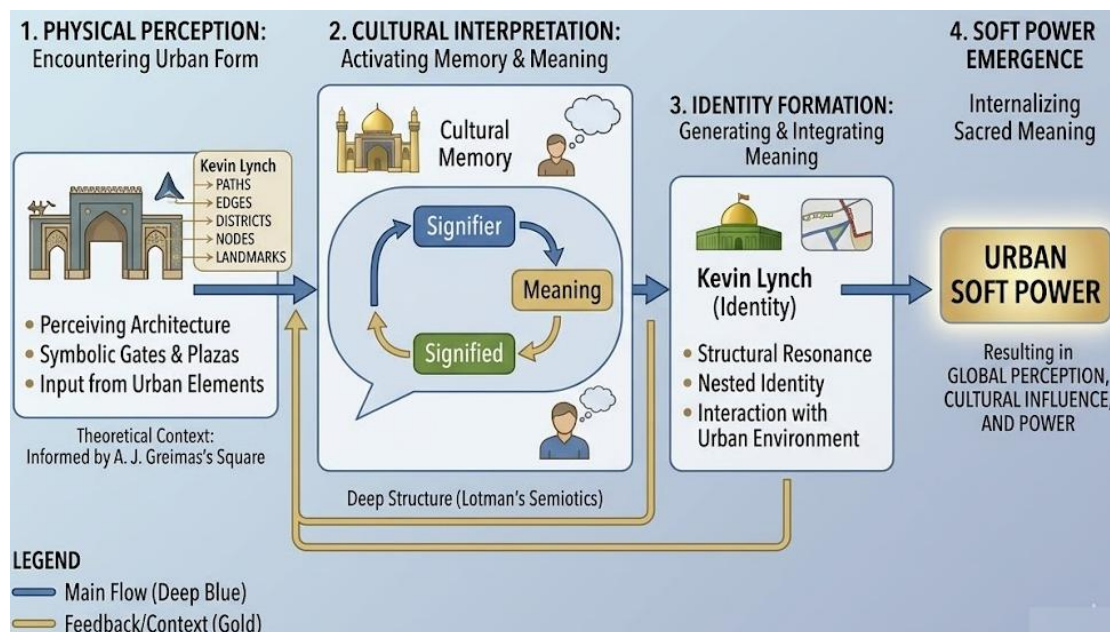 1. PHYSICAL PERCEPTION:
Encountering Urban Form
Kevin Lynch
PATHS
EDGES
DISTRICTS
NODES
LANDMARKS
• Perceiving Architecture
• Symbolic Gates & Plazas
• Input from Urban Elements
Theoretical Context:
Informed by A. J. Greimas's Square
2. CULTURAL INTERPRETATION:
Activating Memory & Meaning
Cultural
Memory
Signifier
Meaning
Signified
Deep Structure (Lotman's Semiotics)
3. IDENTITY FORMATION:
Generating & Integrating
Meaning
Kevin Lynch
(Identity)
• Structural Resonance
• Nested Identity
• Interaction with
Urban Environment
4. SOFT POWER
EMERGENCE
Internalizing
Sacred Meaning
URBAN
SOFT POWER
Resulting in
GLOBAL PERCEPTION,
CULTURAL INFLUENCE,
AND POWER
LEGEND
Main Flow (Deep Blue)
Feedback/Context (Gold)